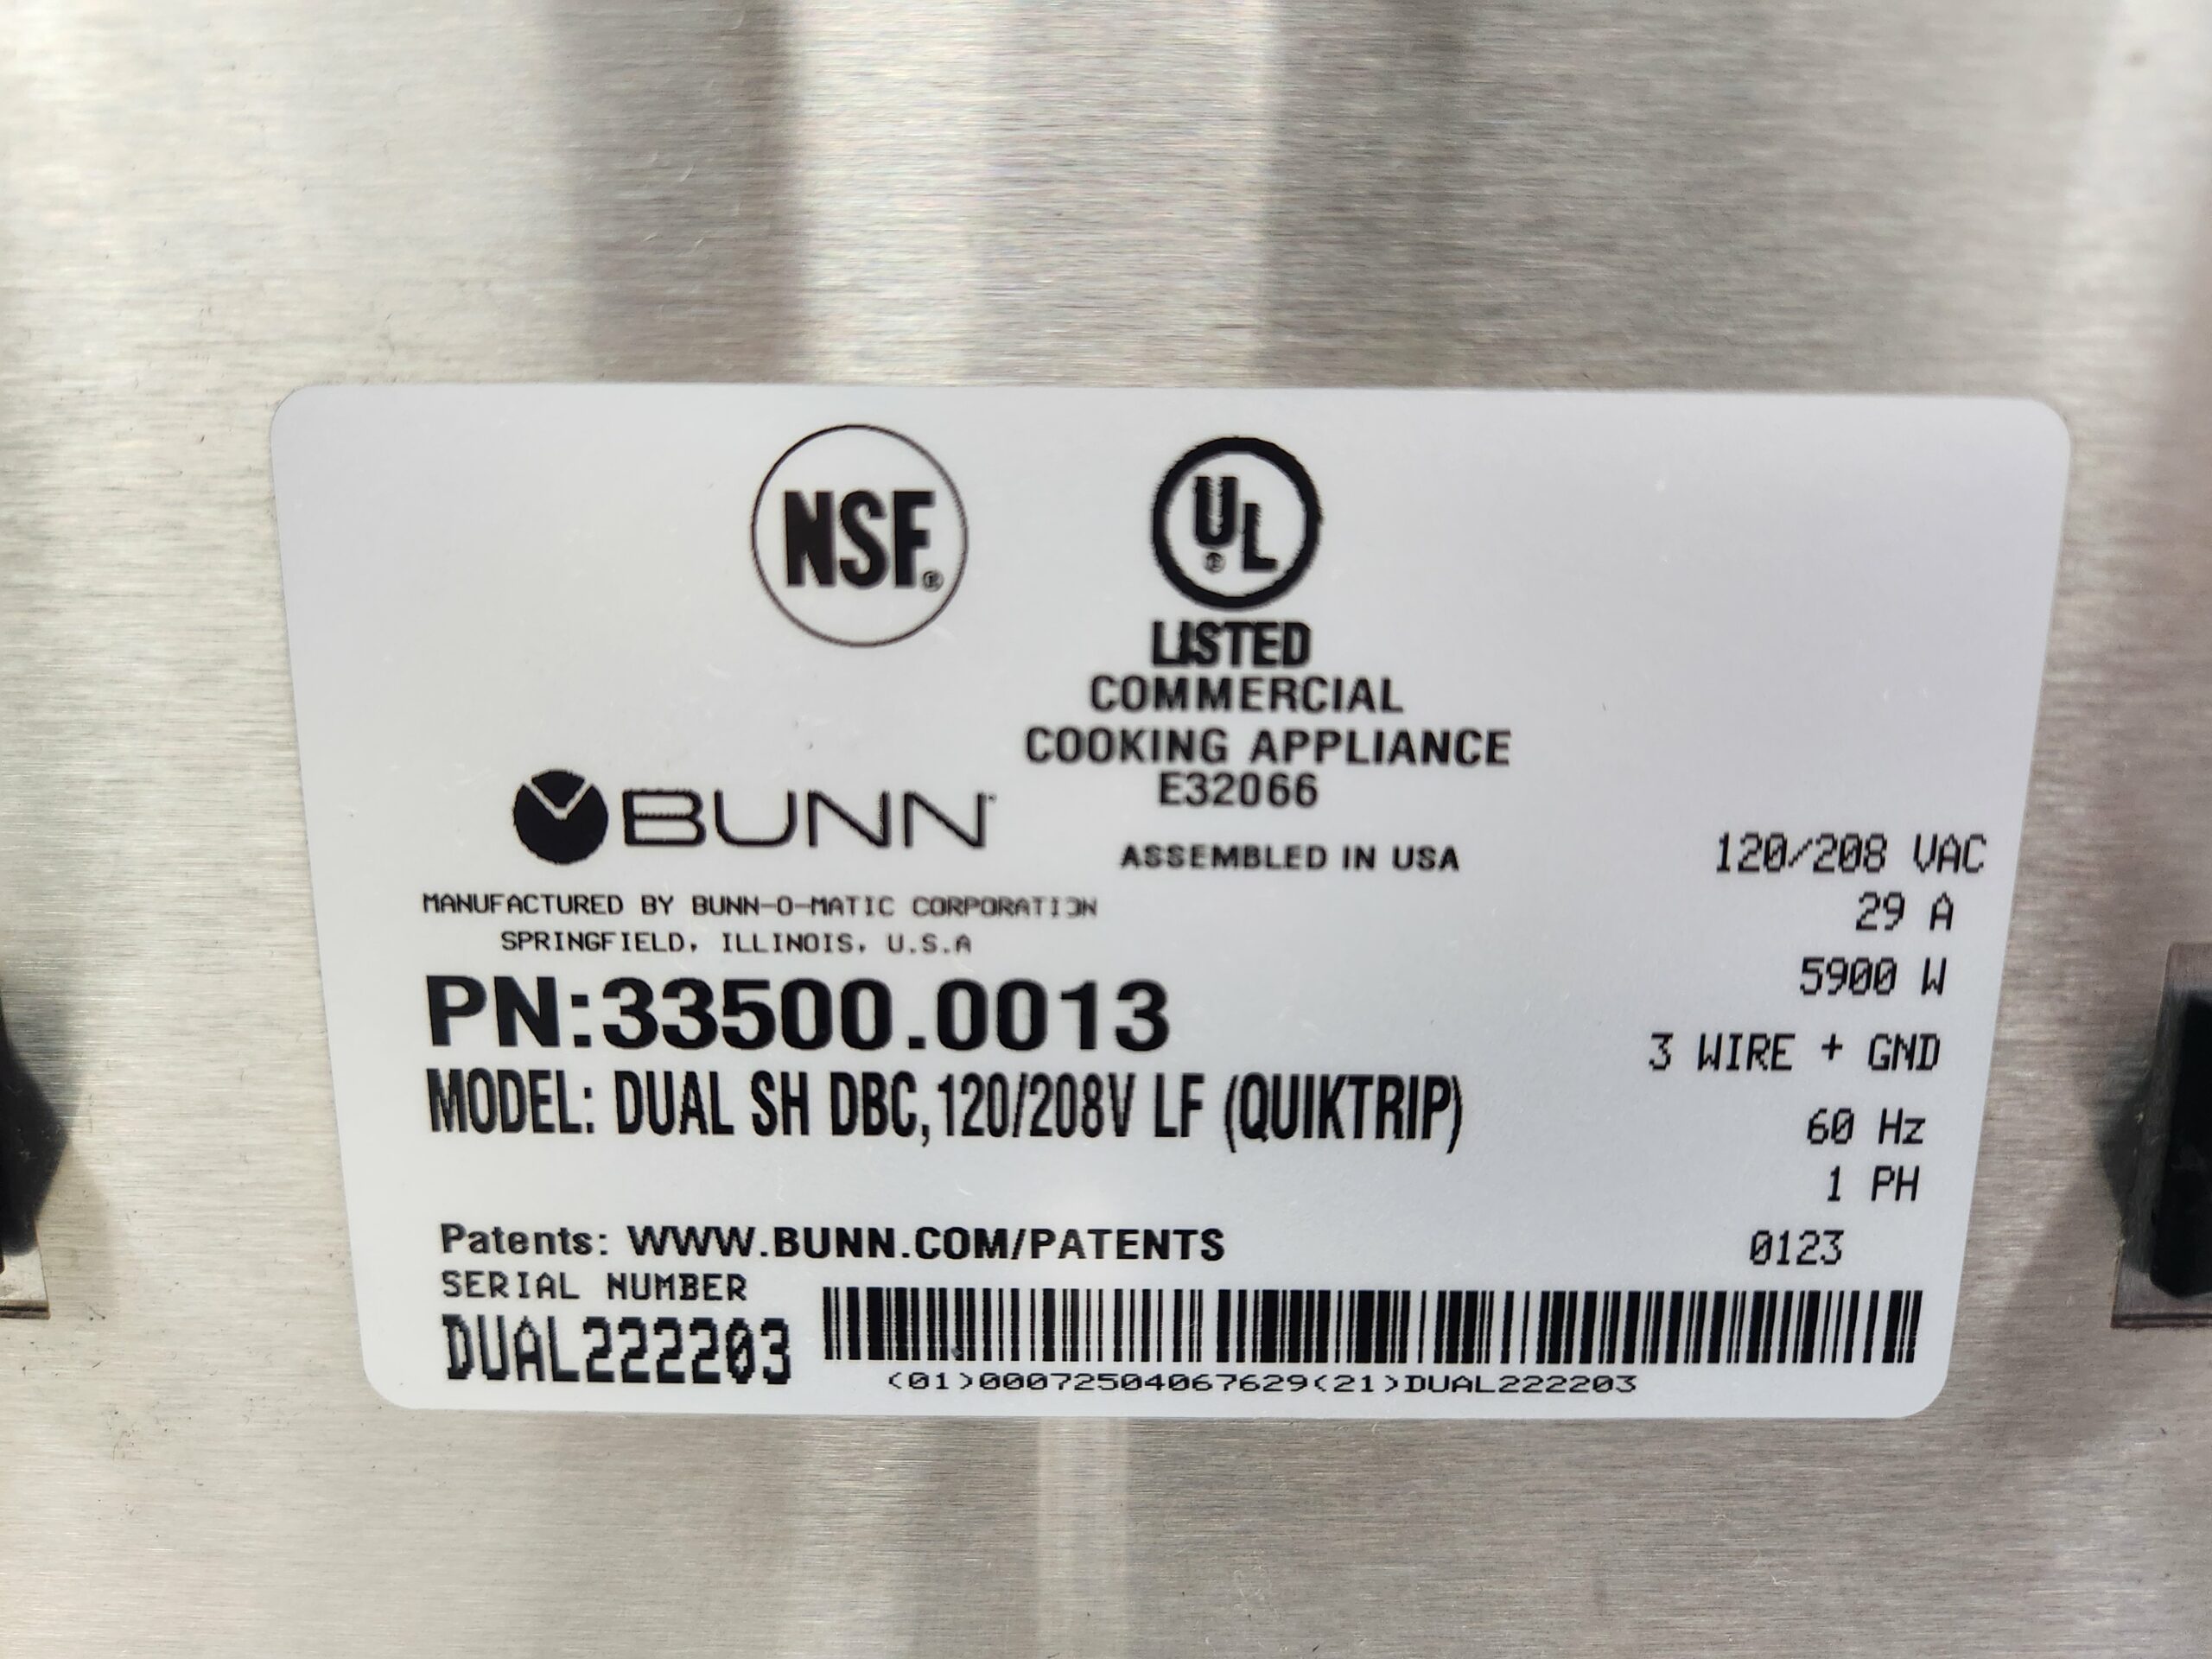 NSF®
UL®
LISTED
COMMERCIAL
COOKING APPLIANCE
E32066
BUNN
ASSEMBLED IN USA
MANUFACTURED BY BUNN-O-MATIC CORPORATION
SPRINGFIELD, ILLINOIS, U.S.A
PN:33500.0013
MODEL: DUAL SH DBC,120/208V LF (QUIKTRIP)
120/208 VAC
29 A
5900 W
3 WIRE + GND
60 Hz
1 PH
0123
Patents: WWW.BUNN.COM/PATENTS
SERIAL NUMBER
DUAL222203
(01)00072504067629(21)DUAL222203